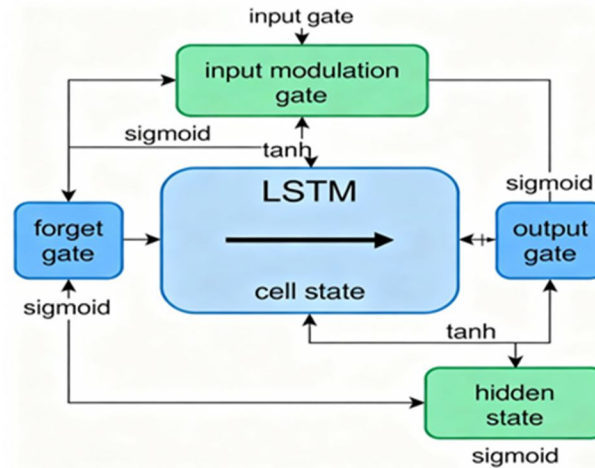 input gate
input modulation
gate
sigmoid
tanh
LSTM
sigmoid
forget
gate
output
gate
cell state
sigmoid
tanh
hidden
state
sigmoid